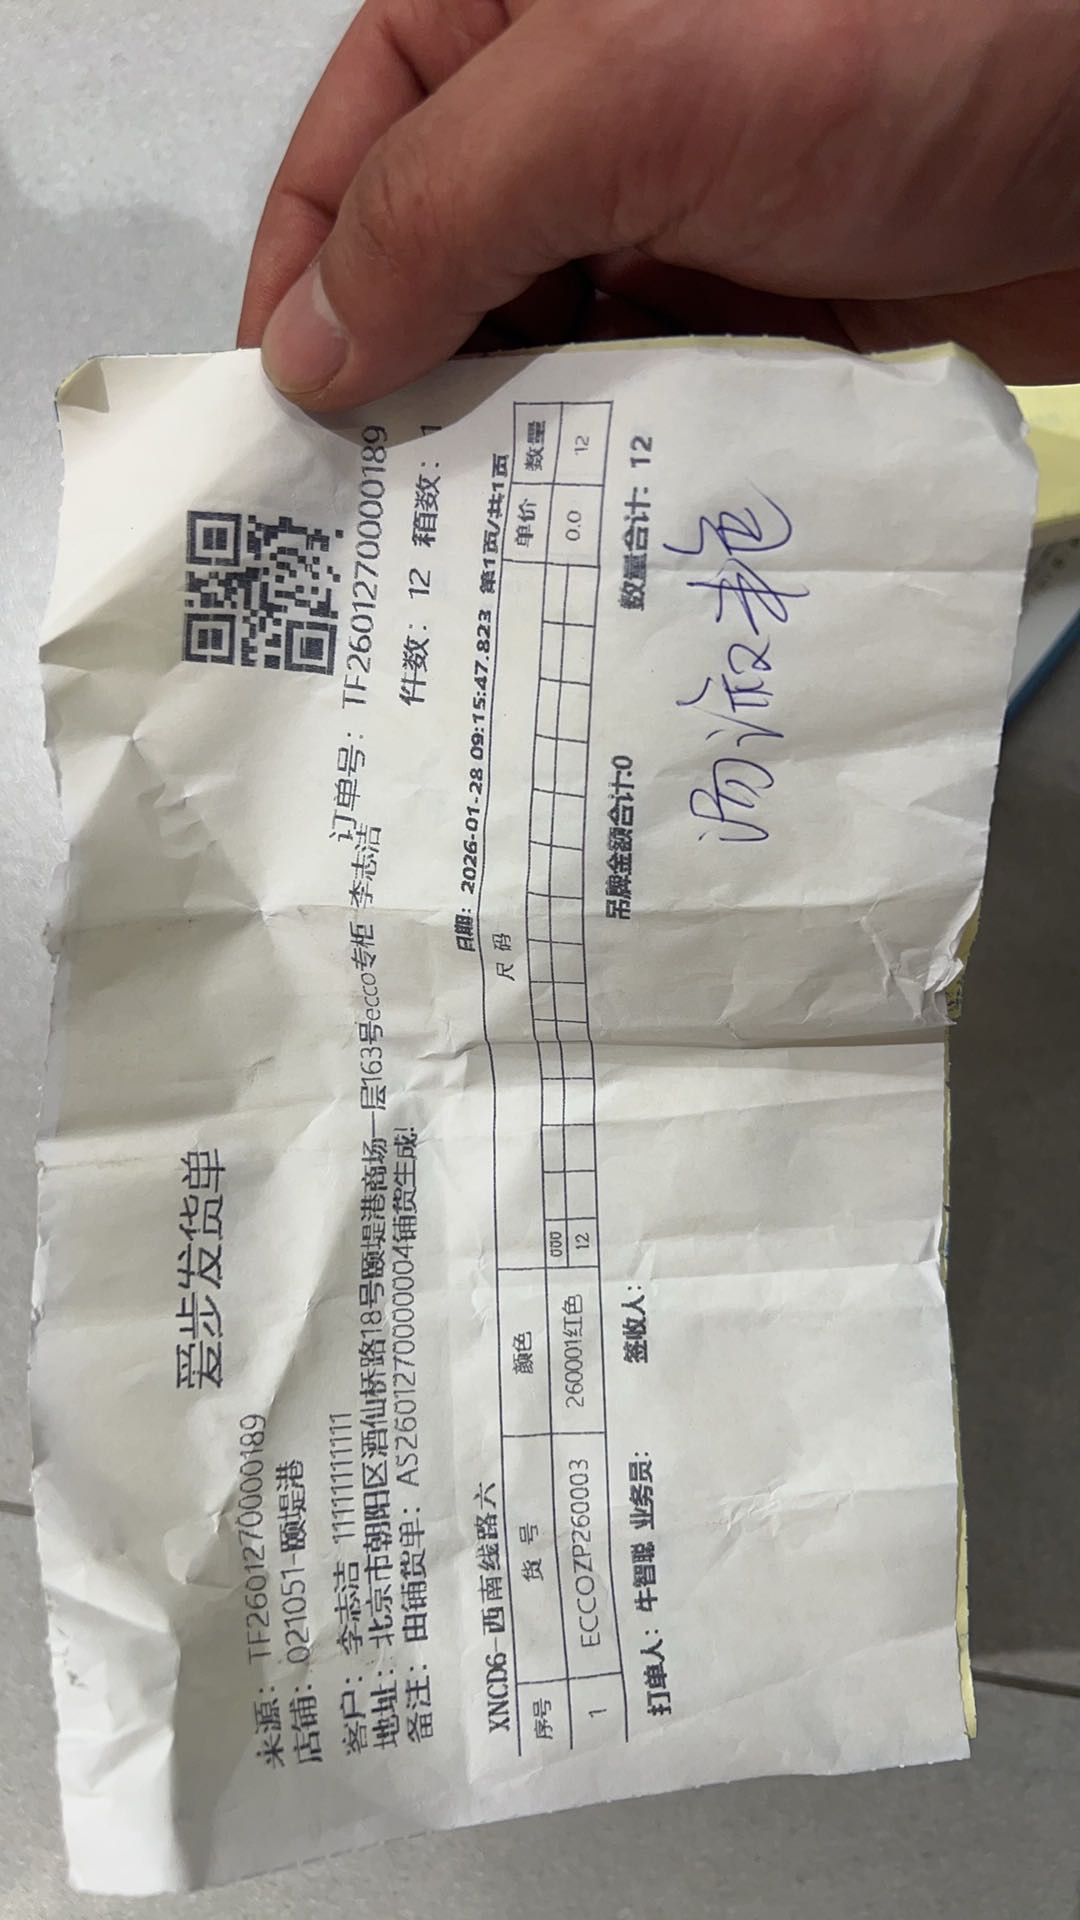 爱步发货单
来源：TF2601270000189
店铺：021051-颐堤港
订单号：TF2601270000189
客户：李志洁 11111111111
件数：12 箱数：1
地址：北京市朝阳区酒仙桥路18号颐堤港商场一层163号ecco专柜 李志洁
备注：由铺货单：AS2601270000004铺货生成!
XNCD6-西南线路六 日期：2026-01-28 09:15:47.823 第1页/共1页
序号 货号 颜色 尺码 单价 数量
000
1 ECCOZP260003 260001红色 12 0.0 12
打单人：牛智聪 业务员： 签收人： 吊牌金额合计:0 数量合计：12